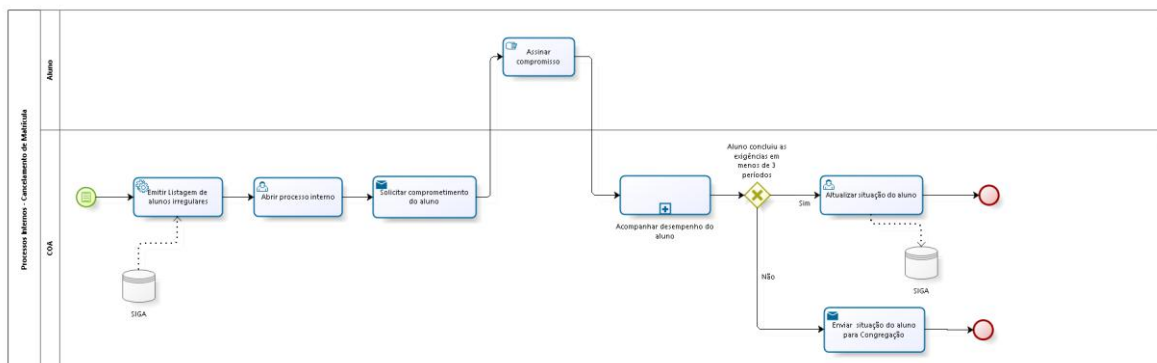 Processos Internos - Cancelamento de Matrícula
Aluno
Assinar
compromisso
COA
Emitir Listagem de
alunos irregulares
Abrir processo interno
Solicitar comprometimento
do aluno
Acompanhar desempenho do
aluno
Aluno concluiu as
exigências em
menos de 3
períodos
Sim
Não
Altualizar situação do aluno
SIGA
SIGA
Enviar situação do aluno
para Congregação